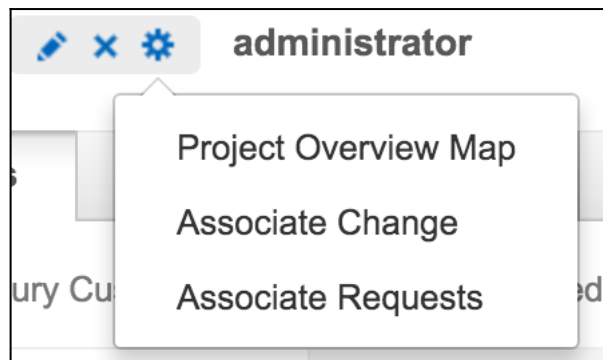 administrator
Project Overview Map
Associate Change
Associate Requests